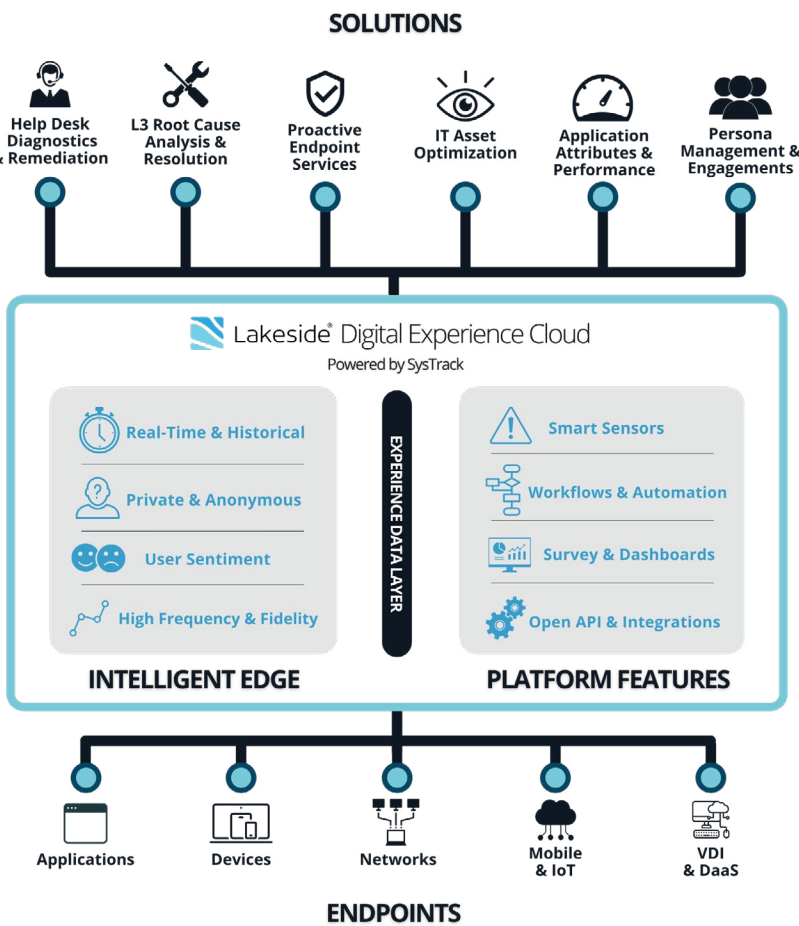 SOLUTIONS
Help Desk
Diagnostics
& Remediation
L3 Root Cause
Analysis &
Resolution
Proactive
Endpoint
Services
IT Asset
Optimization
Application
Attributes &
Performance
Persona
Management &
Engagements
Lakeside® Digital Experience Cloud
Powered by SysTrack
Real-Time & Historical
Private & Anonymous
User Sentiment
High Frequency & Fidelity
INTELLIGENT EDGE
EXPERIENCE DATA LAYER
Smart Sensors
Workflows & Automation
Survey & Dashboards
Open API & Integrations
PLATFORM FEATURES
Applications
Devices
Networks
Mobile
& IoT
VDI
& DaaS
ENDPOINTS